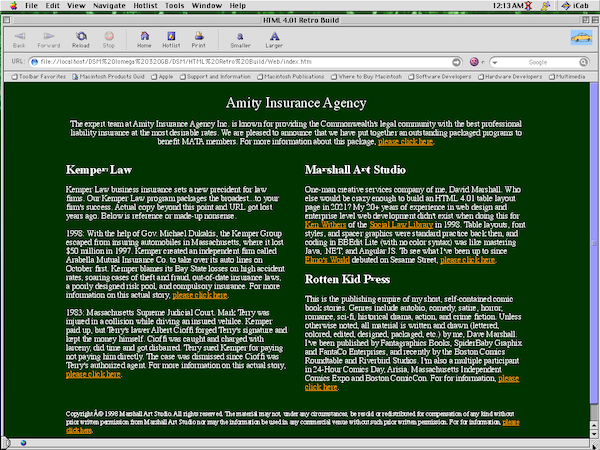 File Edit View Navigate Hotlist Tools Help 12:13 AM iCab
HTML 4.01 Retro Build
Back Forward Reload Stop Home Hotlist Print Smaller Larger
URL: file://localhost/DSM%20Iomega%20320GB/DSM/HTML%20Retro%20Build/Web/index.htm Google
Toolbar Favorites Macintosh Products Guid Apple Support and Information Macintosh Publications Where to Buy Macintosh Software Developers Hardware Developers Multimedia
Amity Insurance Agency
The expert team at Amity Insurance Agency Inc. is known for providing the Commonwealth's legal community with the best professional
liability insurance at the most desirable rates. We are pleased to announce that we have put together an outstanding packaged programs to
benefit MATA members. For more information about this package, please click here.
Kemper Law
Kemper Law business insurance sets a new precident for law
firms. Our Kemper Law program packages the broadest...to your
firm's success. Actual copy beyond this point and URL got lost
years ago. Below is reference or made-up nonsense.
1998: With the help of Gov. Michael Dukakis, the Kemper Group
escaped from insuring automobiles in Massachusetts, where it lost
$50 million in 1997. Kemper created an independent firm called
Arabella Mutual Insurance Co. to take over its auto lines on
October first. Kemper blames its Bay State losses on high accident
rates, soaring cases of theft and fraud, out-of-date insurance laws,
a poorly designed risk pool, and compulsory insurance. For more
information on this actual story, please click here.
1983: Massachusetts Supreme Judicial Court. Mark Terry was
injured in a collision while driving an issued vehilce. Kemper
paid up, but Terry's lawer Albert Cioffi forged Terry's signature and
kept the money himself. Cioffi was caught and charged with
larceny, did time and got disbared. Terry sued Kemper for paying
not paying him directly. The case was dismissed since Cioffi was
Terry's authorized agent. For more information on this actual story,
please click here.
Marshall Art Studio
One-man creative services company of me, David Marshall. Who
else would be crazy enough to build an HTML 4.01 table layout
page in 2021? My 20+ years of experience in web design and
enterprise level web development didn't exist when doing this for
Ken Withers of the Social Law Library in 1998. Table layouts, font
styles, and spacer graphics were standard practice back then, and
coding in BBEdit Lite (with no color syntax) was like mastering
Java, .NET, and Angular JS. To see what I've been up to since
Elmo's World debuted on Sesame Street, please click here.
Rotten Kid Press
This is the publishing empire of my short, self-contained comic
book stories. Genres include autobio, comedy, satire, horror,
romance, sci-fi, historical drama, action, and crime fiction. Unless
otherwise noted, all material is written and drawn (lettered,
colored, edited, designed, packaged, etc.) by me, Dave Marshall.
I've been published by Fantagraphics Books, SpiderBaby Graphix
and FantaCo Enterprises, and recently by the Boston Comics
Roundtable and Riverbird Studios. I'm also a multiple participant
in 24-Hour Comics Day, Arisia, Massachusetts Independent
Comics Expo and Boston ComicCon. For for information, please
click here.
Copyright Â© 1998 Marshall Art Studio. All rights reserved. The material may not, under any circumstances, be resold or redistributed for compensation of any kind without
prior written permission from Marshall Art Studio nor may the information be used in any commercial venue without such prior written permission. For for information, please
click here.